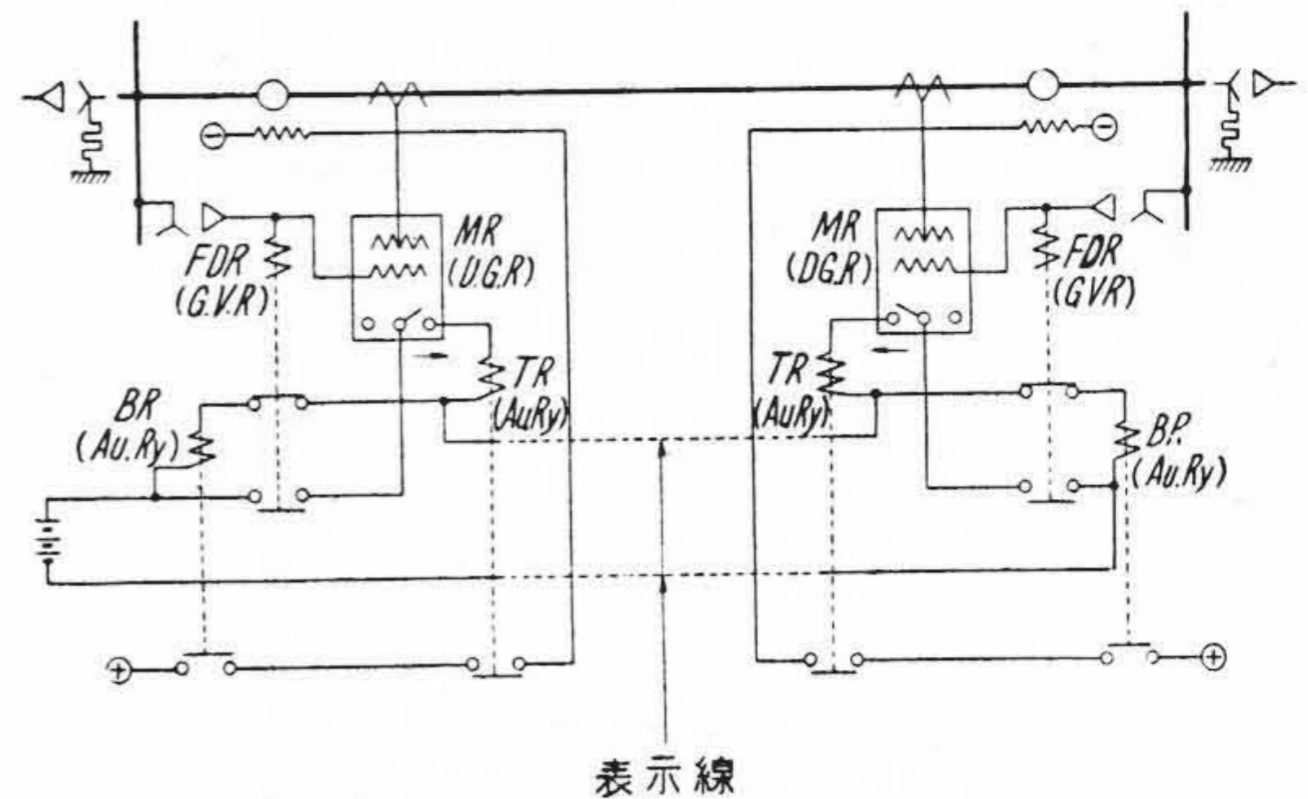 FDR
(G.V.R)
MR
(D.G.R)
MR
(DG.R)
FDR
(GVR)
BR
(Au.Ry)
TR
(AuRy)
TR
(AuRy)
B.P.
(Au.Ry)
表示線